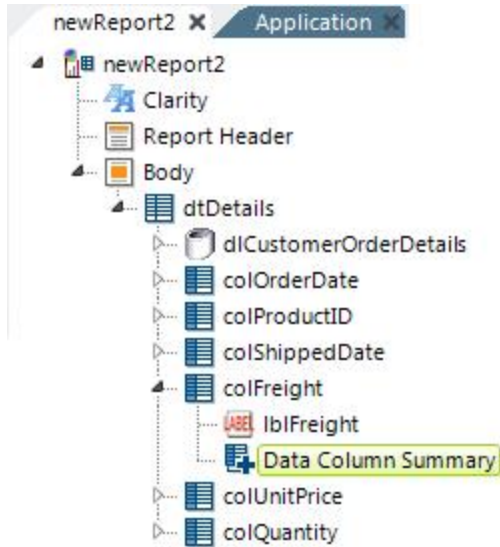 newReport2 Application
newReport2
Clarity
Report Header
Body
dtDetails
dlCustomerOrderDetails
colOrderDate
colProductID
colShippedDate
colFreight
LABEL lblFreight
Data Column Summary
colUnitPrice
colQuantity